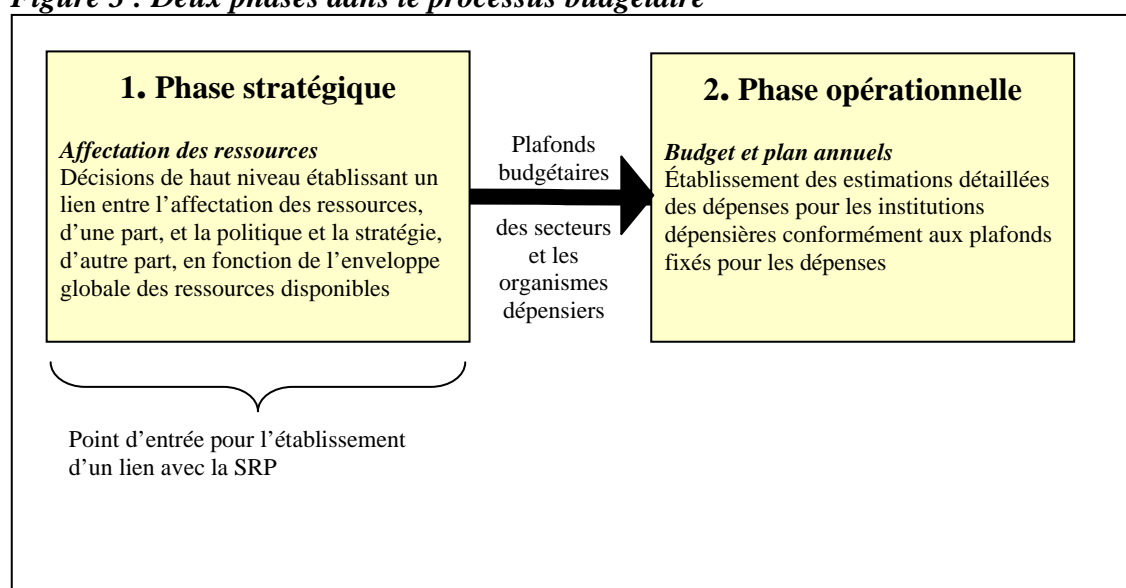 Figure 3 : Deux phases dans le processus budgétaire
1. Phase stratégique
Affectation des ressources
Décisions de haut niveau établissant un
lien entre l’affectation des ressources,
d’une part, et la politique et la stratégie,
d’autre part, en fonction de l’enveloppe
globale des ressources disponibles
Plafonds
budgétaires
des secteurs
et les
organismes
dépensiers
2. Phase opérationnelle
Budget et plan annuels
Établissement des estimations détaillées
des dépenses pour les institutions
dépensières conformément aux plafonds
fixés pour les dépenses
Point d’entrée pour l’établissement
d’un lien avec la SRP